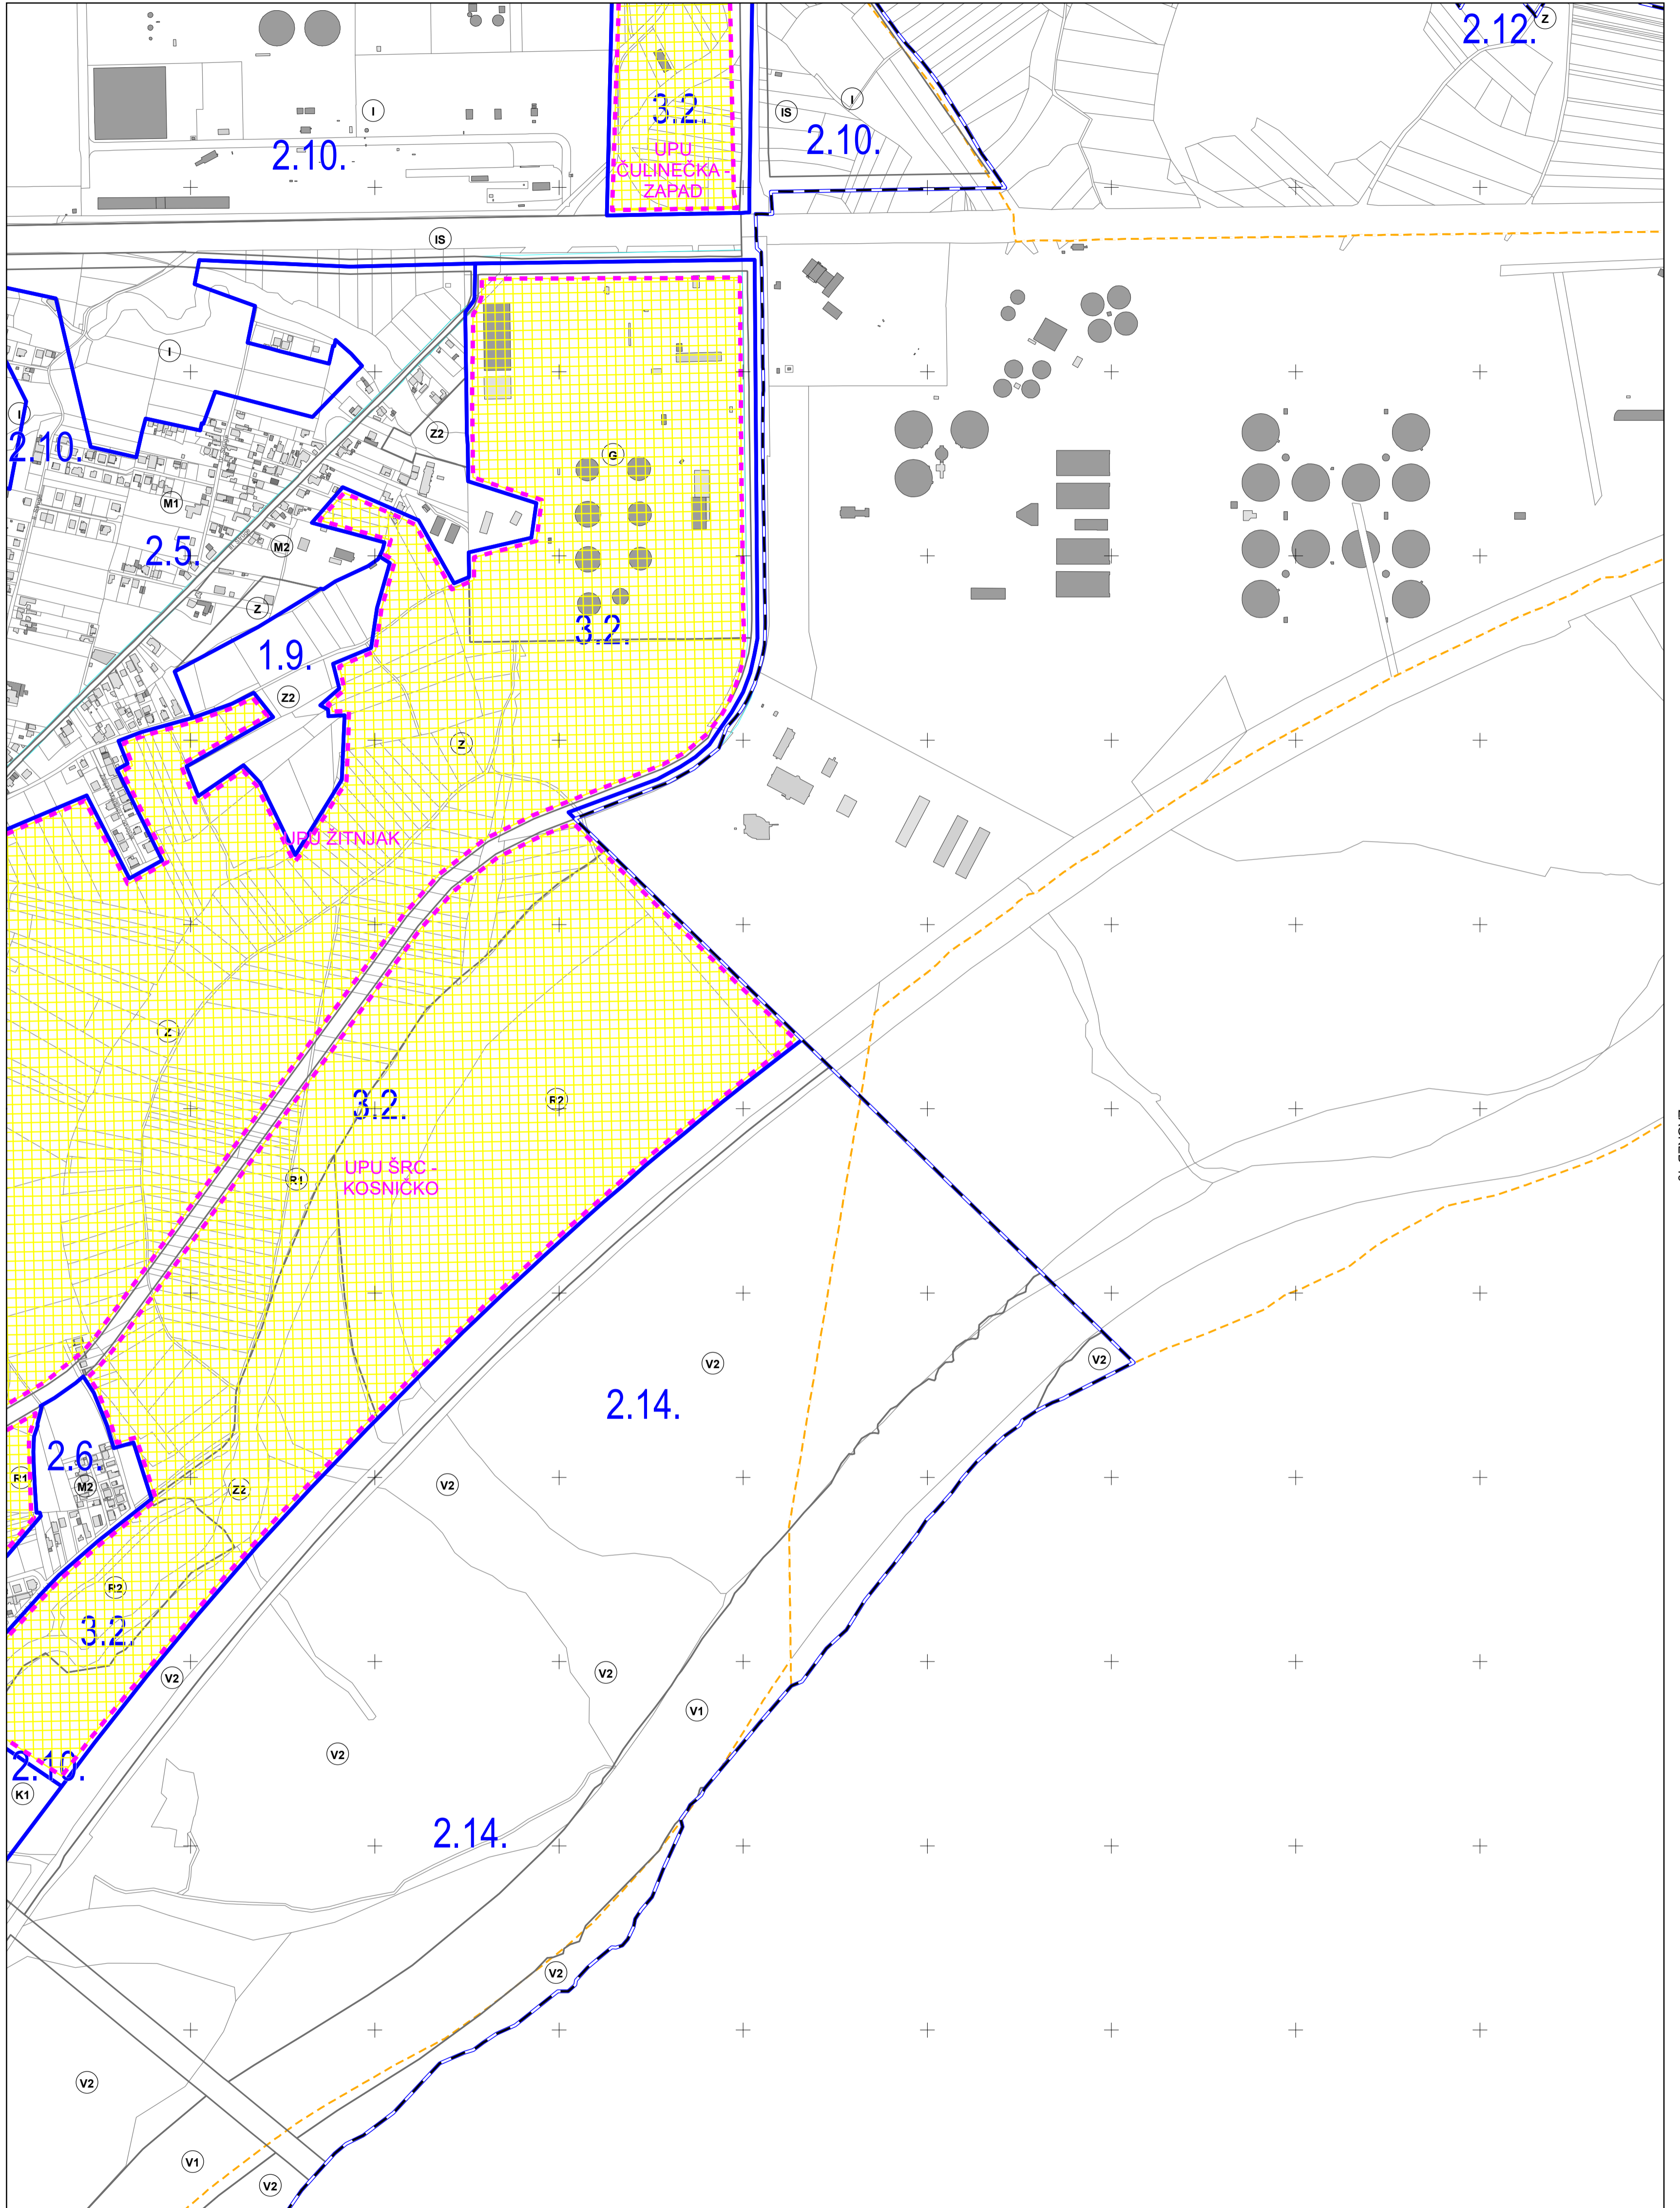 2.12.
Z
3.2.
I
IS
I
2.10.
2.10.
UPU
ČULINEČKA -
ZAPAD
IS
I
I
2.10.
Z2
G
M1
M2
2.5.
Z
3.2.
1.9.
Z2
Z
UPU ŽITNJAK
Z
3.2.
R2
UPU ŠRC -
KOSNIČKO
R1
V2
V2
2.14.
2.6.
R1
M2
Z2
V2
R2
3.2.
V2
V2
V1
V2
2.10.
K1
2.14.
V2
V2
V1
V2